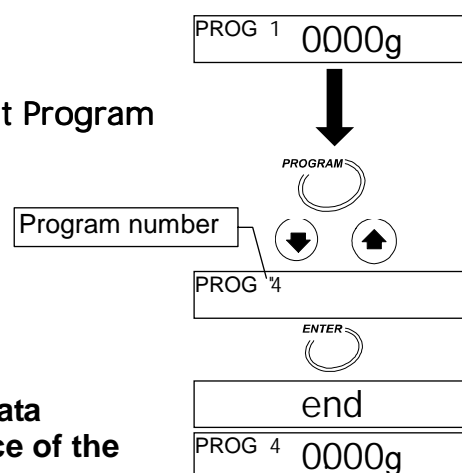 PROG 1 0000g
t Program
PROGRAM
Program number
PROG "4
ENTER
end
ata
ce of the
PROG 4 0000g